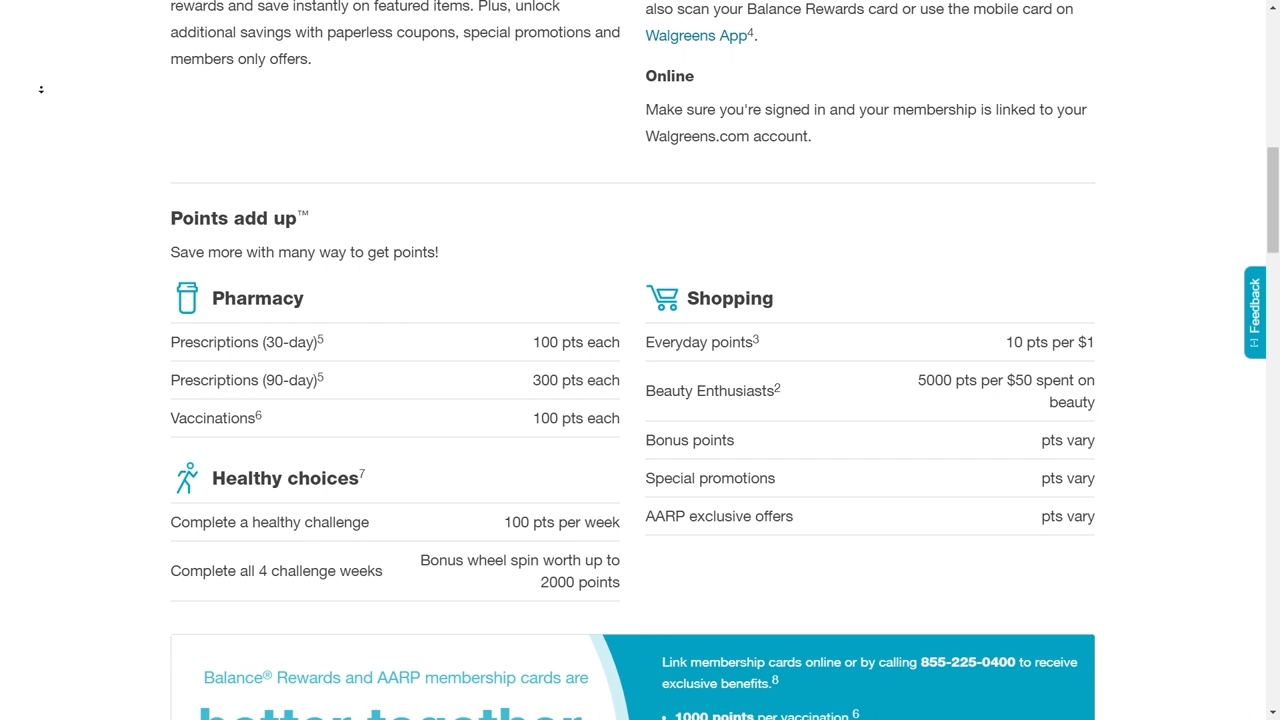 rewards and save instantly on featured items. Plus, unlock
additional savings with paperless coupons, special promotions and
members only offers.
also scan your Balance Rewards card or use the mobile card on
Walgreens App⁴.
Online
Make sure you're signed in and your membership is linked to your
Walgreens.com account.
Points add up™
Save more with many way to get points!
Pharmacy
Prescriptions (30-day)⁵ 100 pts each
Prescriptions (90-day)⁵ 300 pts each
Vaccinations⁶ 100 pts each
Healthy choices⁷
Complete a healthy challenge 100 pts per week
Complete all 4 challenge weeks Bonus wheel spin worth up to
2000 points
Shopping
Everyday points³ 10 pts per $1
Beauty Enthusiasts² 5000 pts per $50 spent on
beauty
Bonus points pts vary
Special promotions pts vary
AARP exclusive offers pts vary
[-] Feedback
Balance® Rewards and AARP membership cards are
better together
Link membership cards online or by calling 855-225-0400 to receive
exclusive benefits.⁸
• 1000 points per vaccination ⁶